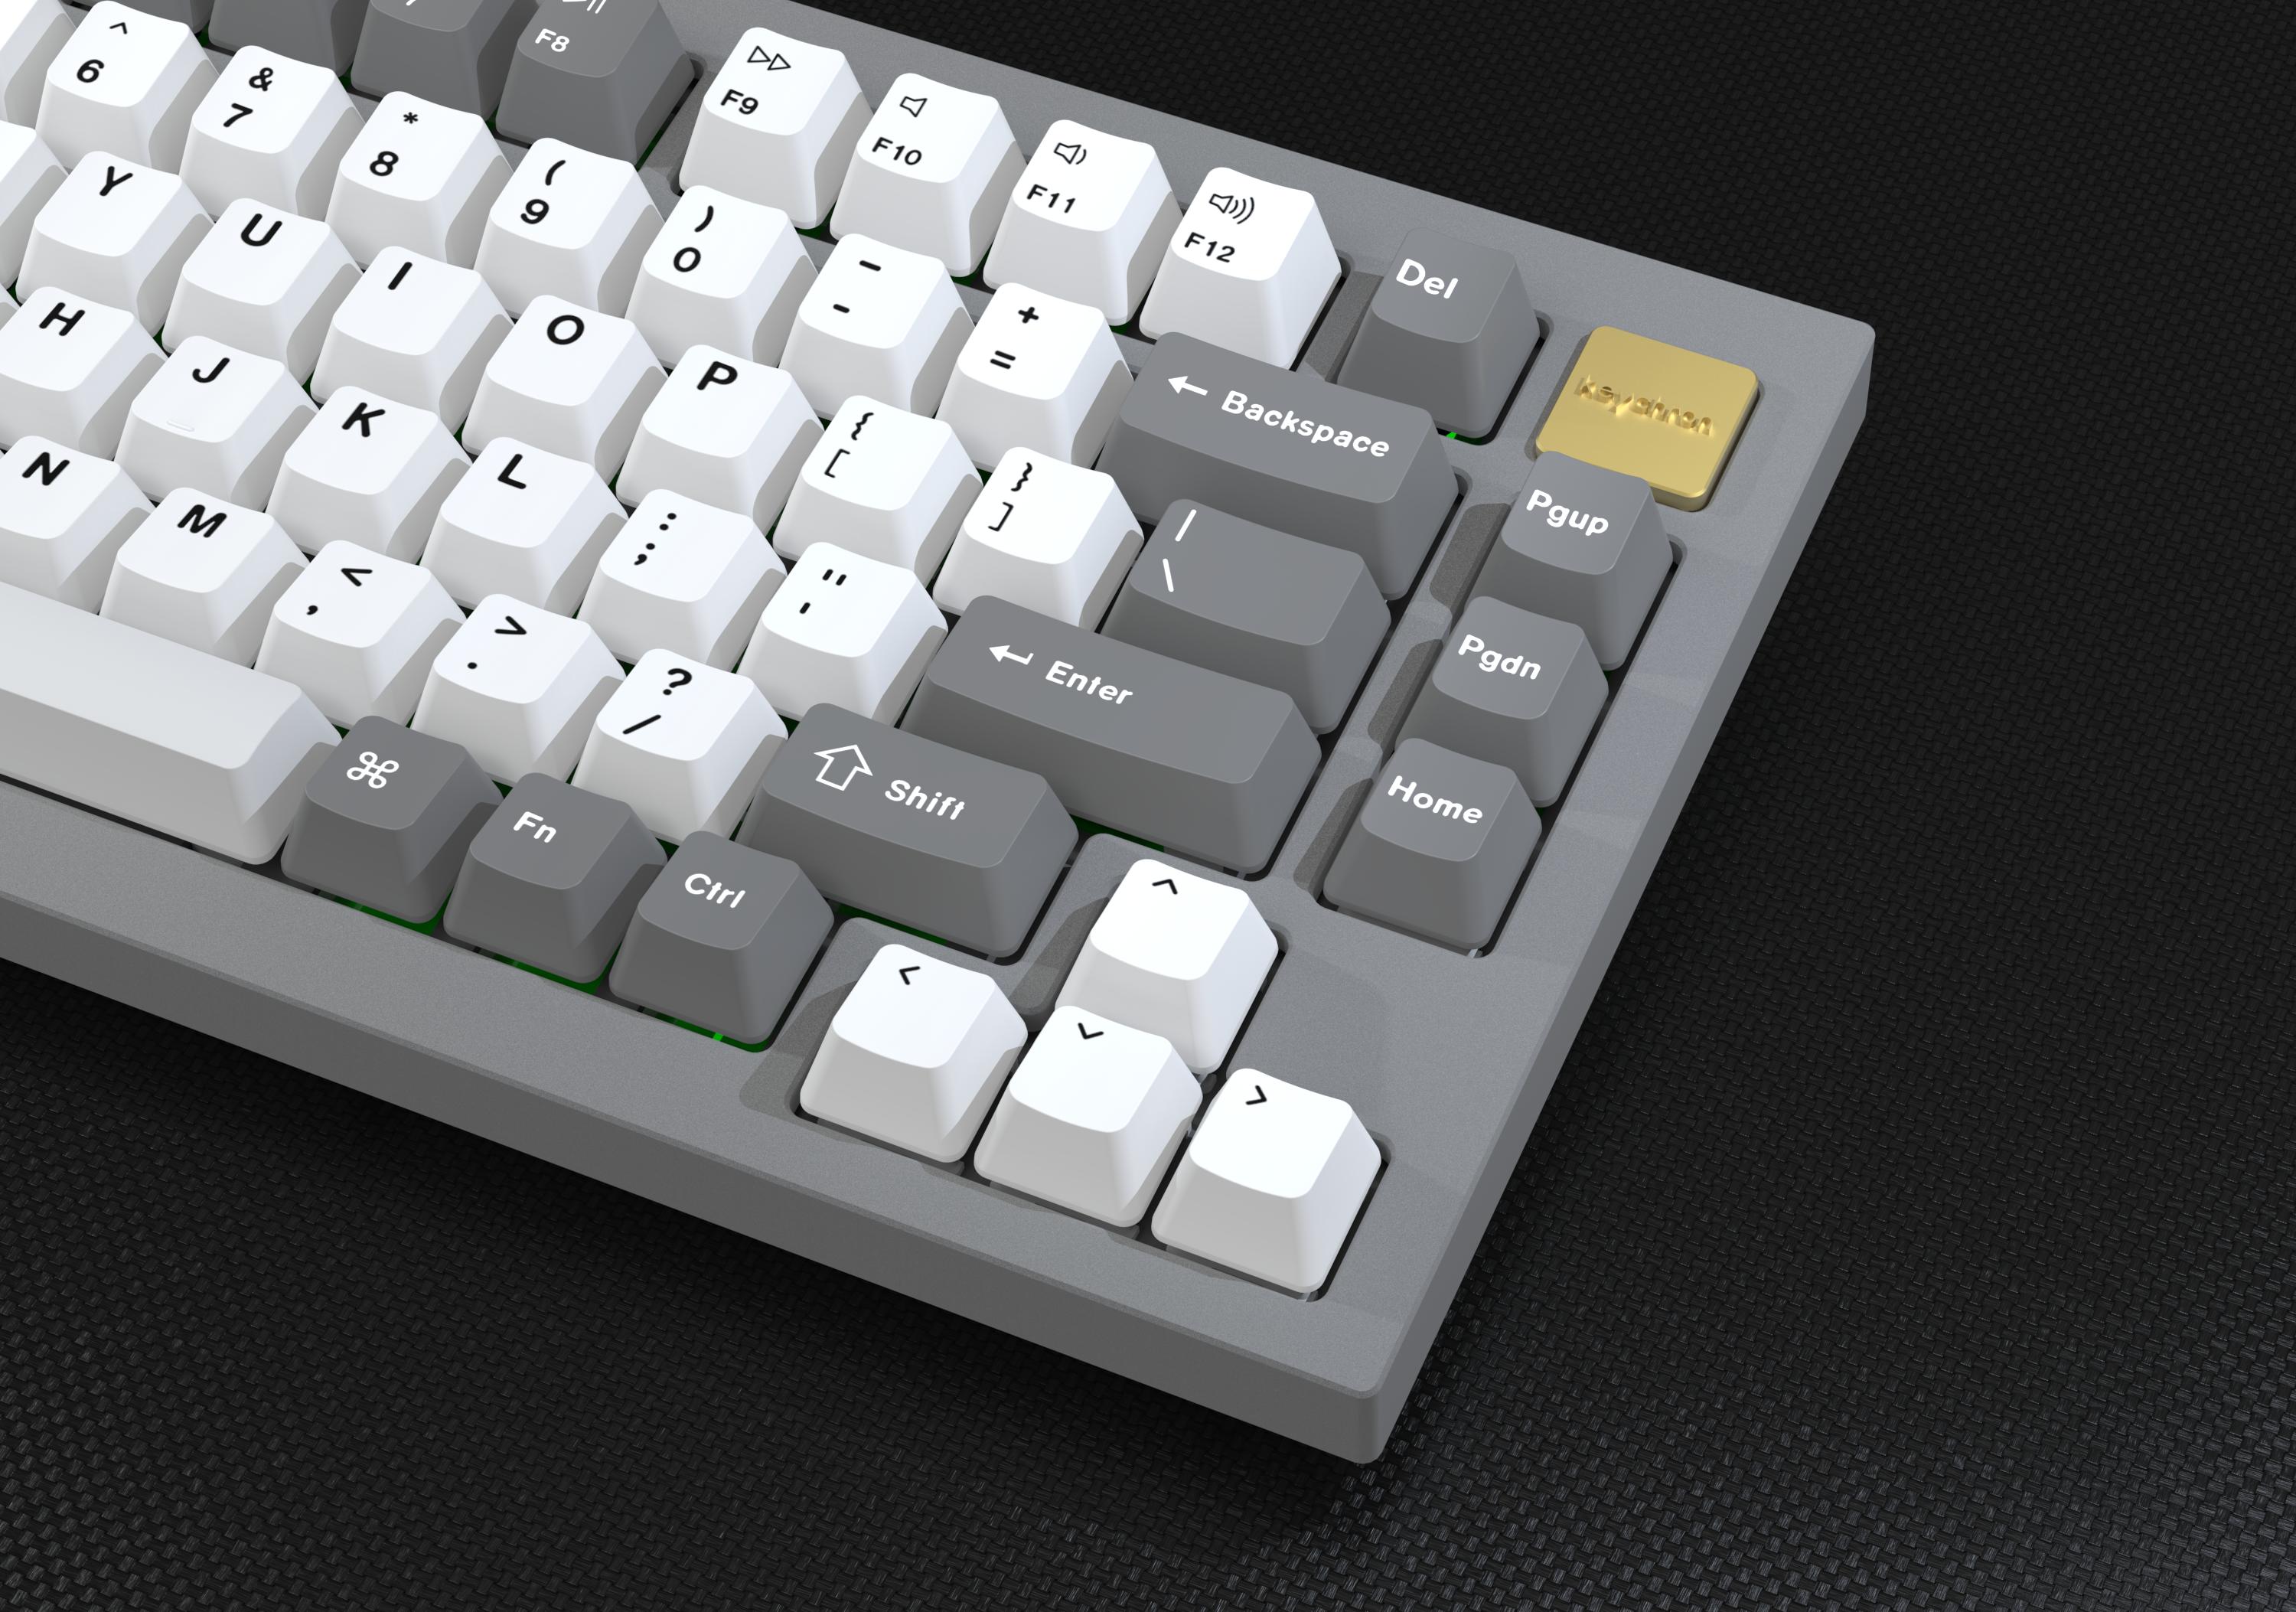 F8
F9
F10
F11
F12
Del
keychron
^
6
&
7
*
8
(
9
)
0
-
-
+
=
← Backspace
Pgup
Y
U
I
O
P
{
[
}
]
|
\
Pgdn
H
J
K
L
:
;
"
'
↵ Enter
Home
N
M
<
,
>
.
?
/
⇧ Shift
^
⌘
Fn
Ctrl
<
⌄
>